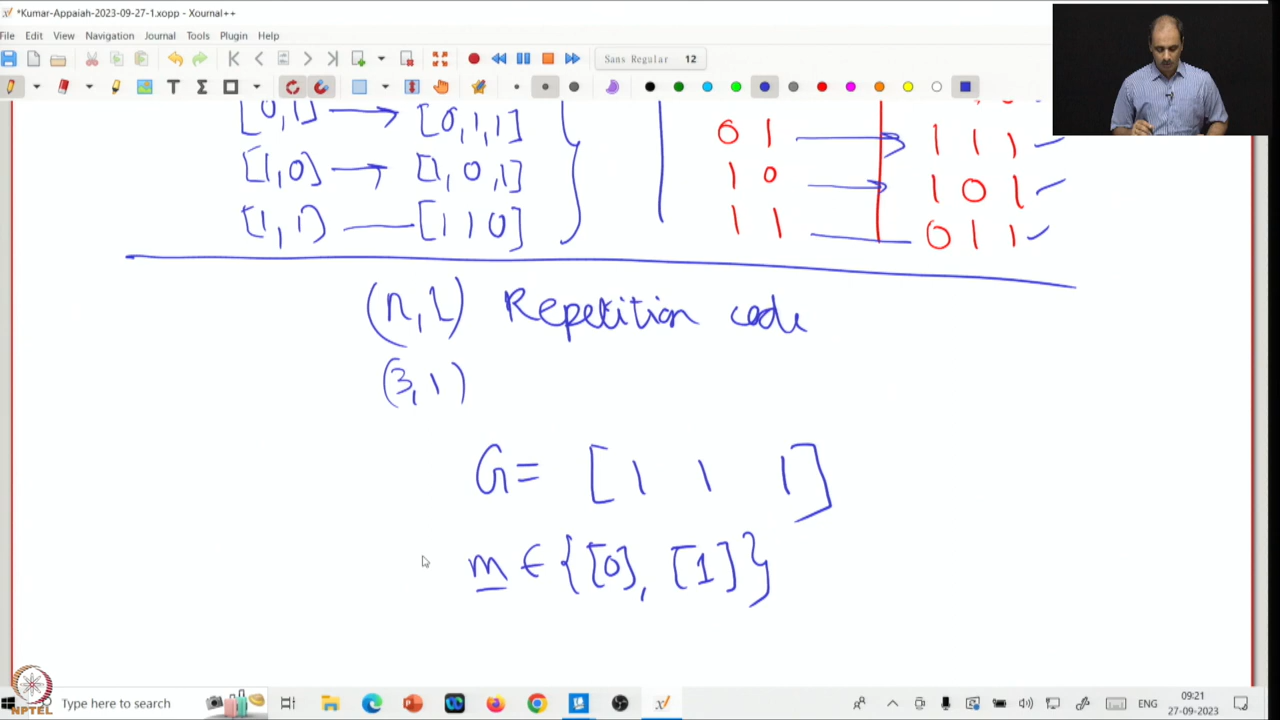 *Kumar-Appaiah-2023-09-27-1.xopp - Xournal++
File Edit View Navigation Journal Tools Plugin Help
Sans Regular 12
[0,1] → [0,1,1]
[1,0] → [1,0,1]
[1,1) — [1 1 0]
0 1 → 1 1 1 ✓
1 0 → 1 0 1 ✓
1 1 — 0 1 1 ✓
(n,1) Repetition code
(3,1)
G= [1 1 1]
m ∈ {[0], [1]}
NPTEL
Type here to search
ENG
09:21
27-09-2023